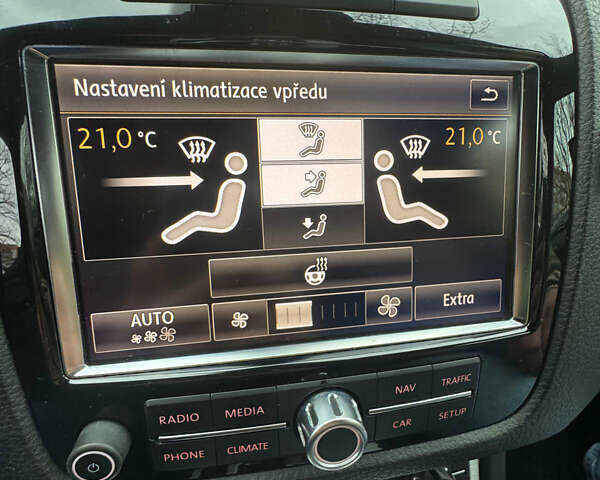 Nastavení klimatizace vpředu
21,0 °C
21,0 °C
AUTO
Extra
RADIO
MEDIA
NAV
TRAFFIC
PHONE
CLIMATE
CAR
SETUP